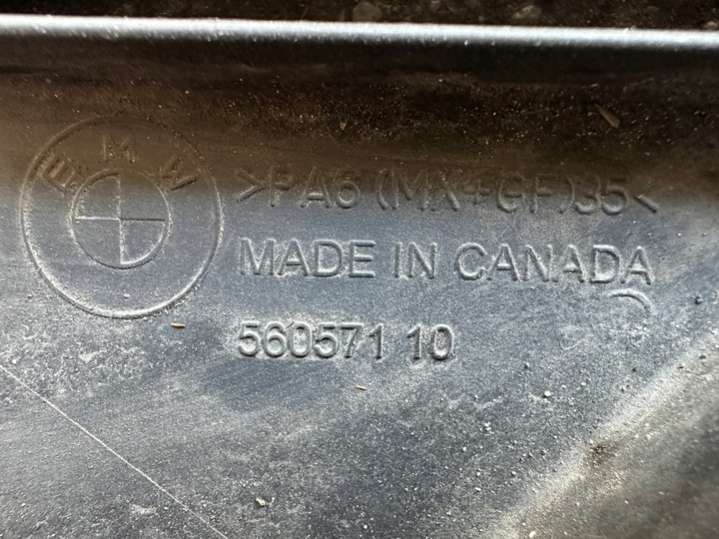 BMW
>PA6 (MX+GF)35<
MADE IN CANADA
560571 10